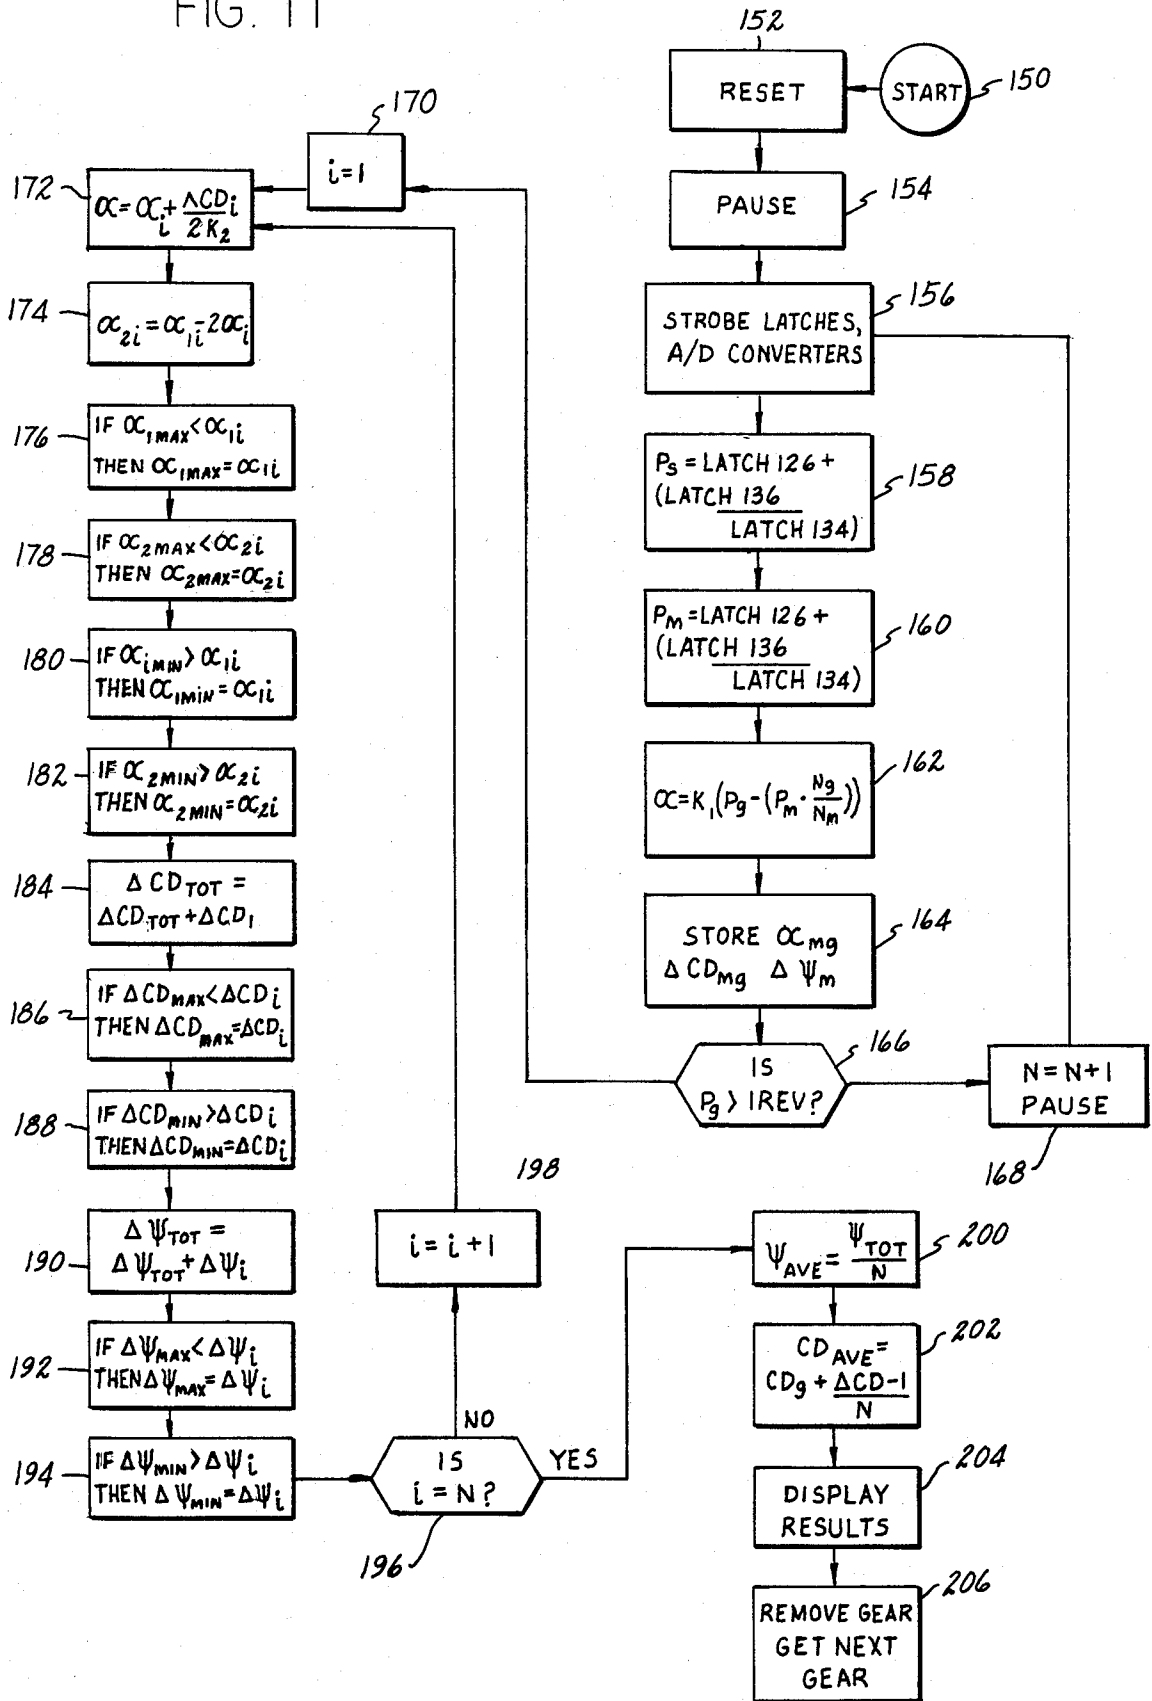 FIG. 11
152
RESET
START
150
PAUSE
154
STROBE LATCHES,
A/D CONVERTERS
156
P_S = LATCH 126 +
(LATCH 136
LATCH 134)
158
P_M = LATCH 126 +
(LATCH 136
LATCH 134)
160
α = K_1 (P_g - (P_m · N_g/N_m))
162
STORE α_mg
Δ CD_mg Δ Ψ_m
164
IS
P_g > 1REV?
166
N = N + 1
PAUSE
168
170
i = 1
172
α = α_i + ΛCD_i/2K_2
174
α_2i = α_1i - 2α_i
176
IF α_1MAX < α_1i
THEN α_1MAX = α_1i
178
IF α_2MAX < α_2i
THEN α_2MAX = α_2i
180
IF α_iMIN > α_1i
THEN α_1MIN = α_1i
182
IF α_2MIN > α_2i
THEN α_2MIN = α_2i
184
Δ CD_TOT =
ΔCD_TOT + ΔCD_1
186
IF ΔCD_MAX < ΔCD_i
THEN ΔCD_MAX = ΔCD_i
188
IF ΔCD_MIN > ΔCD_i
THEN ΔCD_MIN = ΔCD_i
190
Δ Ψ_TOT =
Δ Ψ_TOT + ΔΨ_i
192
IF ΔΨ_MAX < ΔΨ_i
THEN ΔΨ_MAX = ΔΨ_i
194
IF ΔΨ_MIN > ΔΨ_i
THEN ΔΨ_MIN = ΔΨ_i
198
i = i + 1
NO
IS
i = N?
YES
196
Ψ_AVE = Ψ_TOT/N
200
CD_AVE =
CD_g + ΔCD-1/N
202
DISPLAY
RESULTS
204
REMOVE GEAR
GET NEXT
GEAR
206